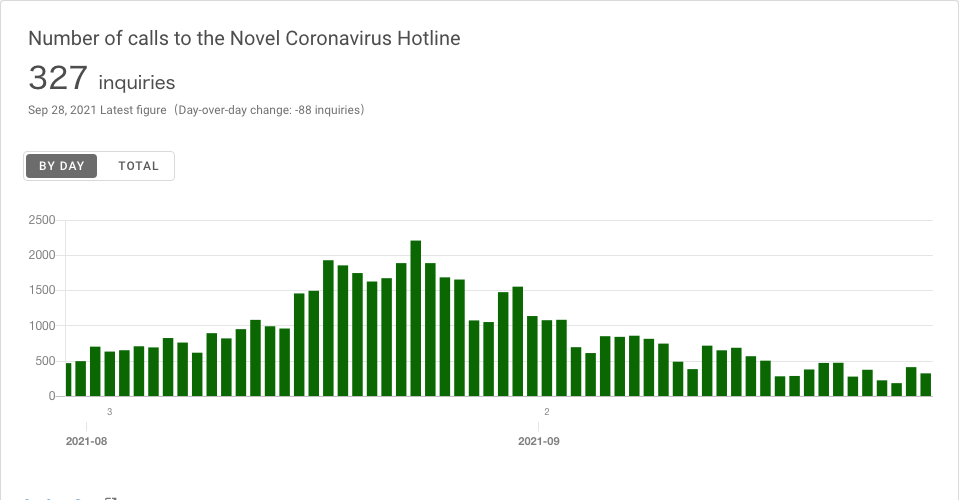 Number of calls to the Novel Coronavirus Hotline
327 inquiries
Sep 28, 2021 Latest figure（Day-over-day change: -88 inquiries）
BY DAY TOTAL
2500
2000
1500
1000
500
0
3 2
2021-08 2021-09